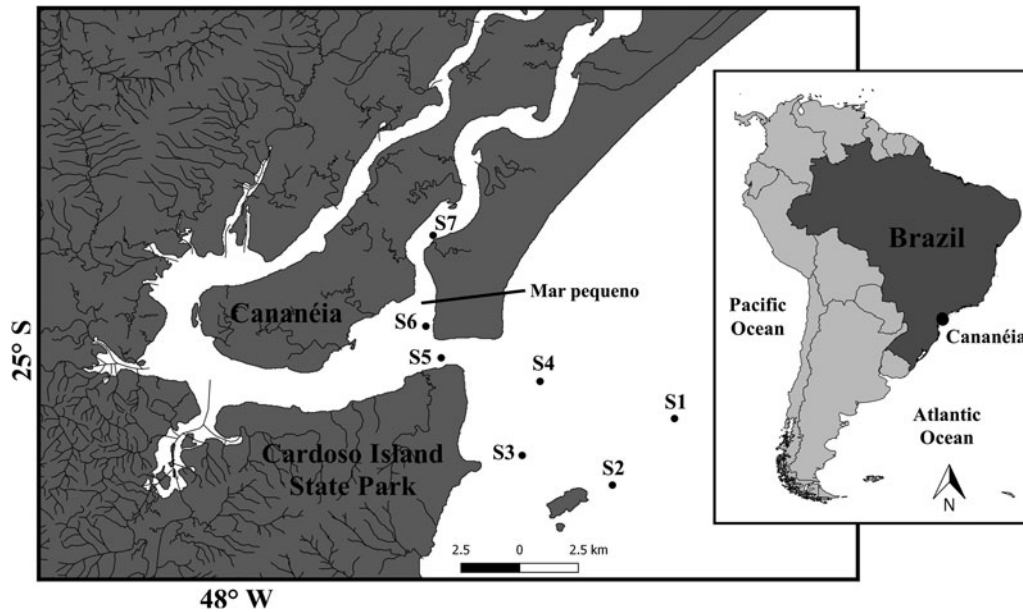 S7
Cananéia
Mar pequeno
S6
S5
S4
S1
S3
S2
Cardoso Island
State Park
2.5 0 2.5 km
25° S
48° W
Brazil
Pacific
Ocean
Cananéia
Atlantic
Ocean
N